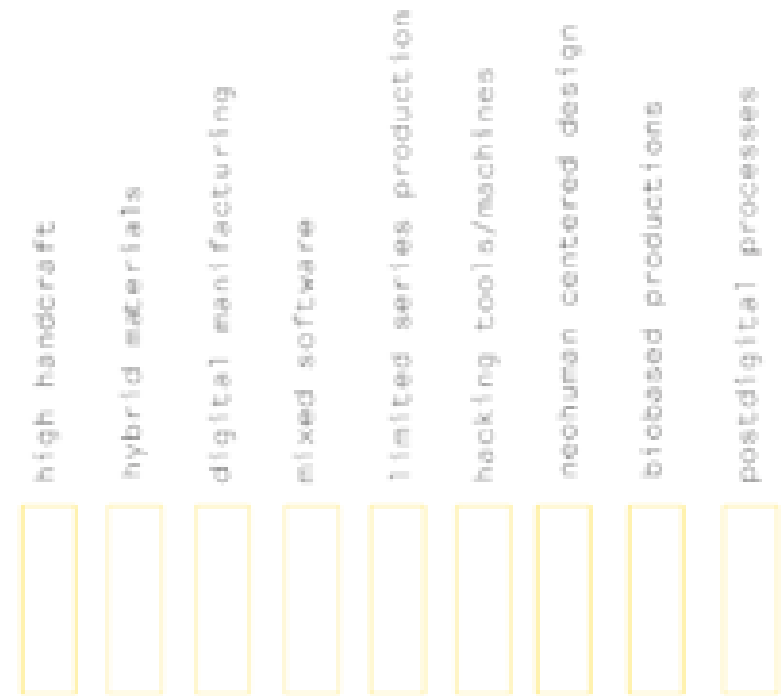 high handcraft
hybrid materials
digital manifacturing
mixed software
limited series production
hacking tools/machines
neohuman centered design
biobased productions
postdigital processes